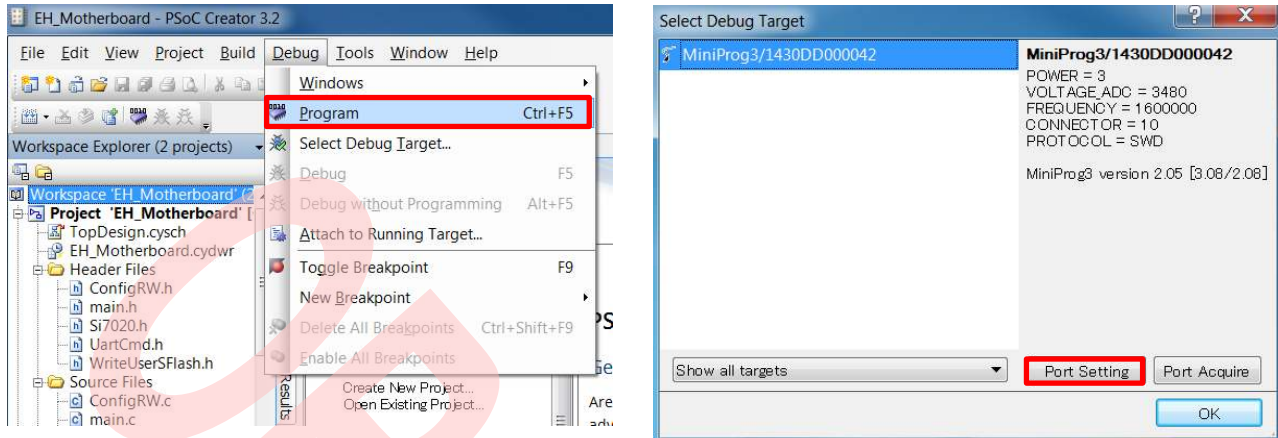 EH_Motherboard - PSoC Creator 3.2
File Edit View Project Build Debug Tools Window Help
Workspace Explorer (2 projects)
Workspace 'EH_Motherboard' (2
Project 'EH_Motherboard' [
TopDesign.cysch
EH_Motherboard.cydwr
Header Files
ConfigRW.h
main.h
Si7020.h
UartCmd.h
WriteUserSFlash.h
Source Files
ConfigRW.c
main.c
Windows
Program Ctrl+F5
Select Debug Target...
Debug F5
Debug without Programming Alt+F5
Attach to Running Target...
Toggle Breakpoint F9
New Breakpoint
Delete All Breakpoints Ctrl+Shift+F9
Enable All Breakpoints
Results
Create New Project...
Open Existing Project...
PS
Ge
Are
adv
Select Debug Target
? X
MiniProg3/1430DD000042
MiniProg3/1430DD000042
POWER = 3
VOLTAGE_ADC = 3480
FREQUENCY = 1600000
CONNECTOR = 10
PROTOCOL = SWD
MiniProg3 version 2.05 [3.08/2.08]
Show all targets
Port Setting
Port Acquire
OK